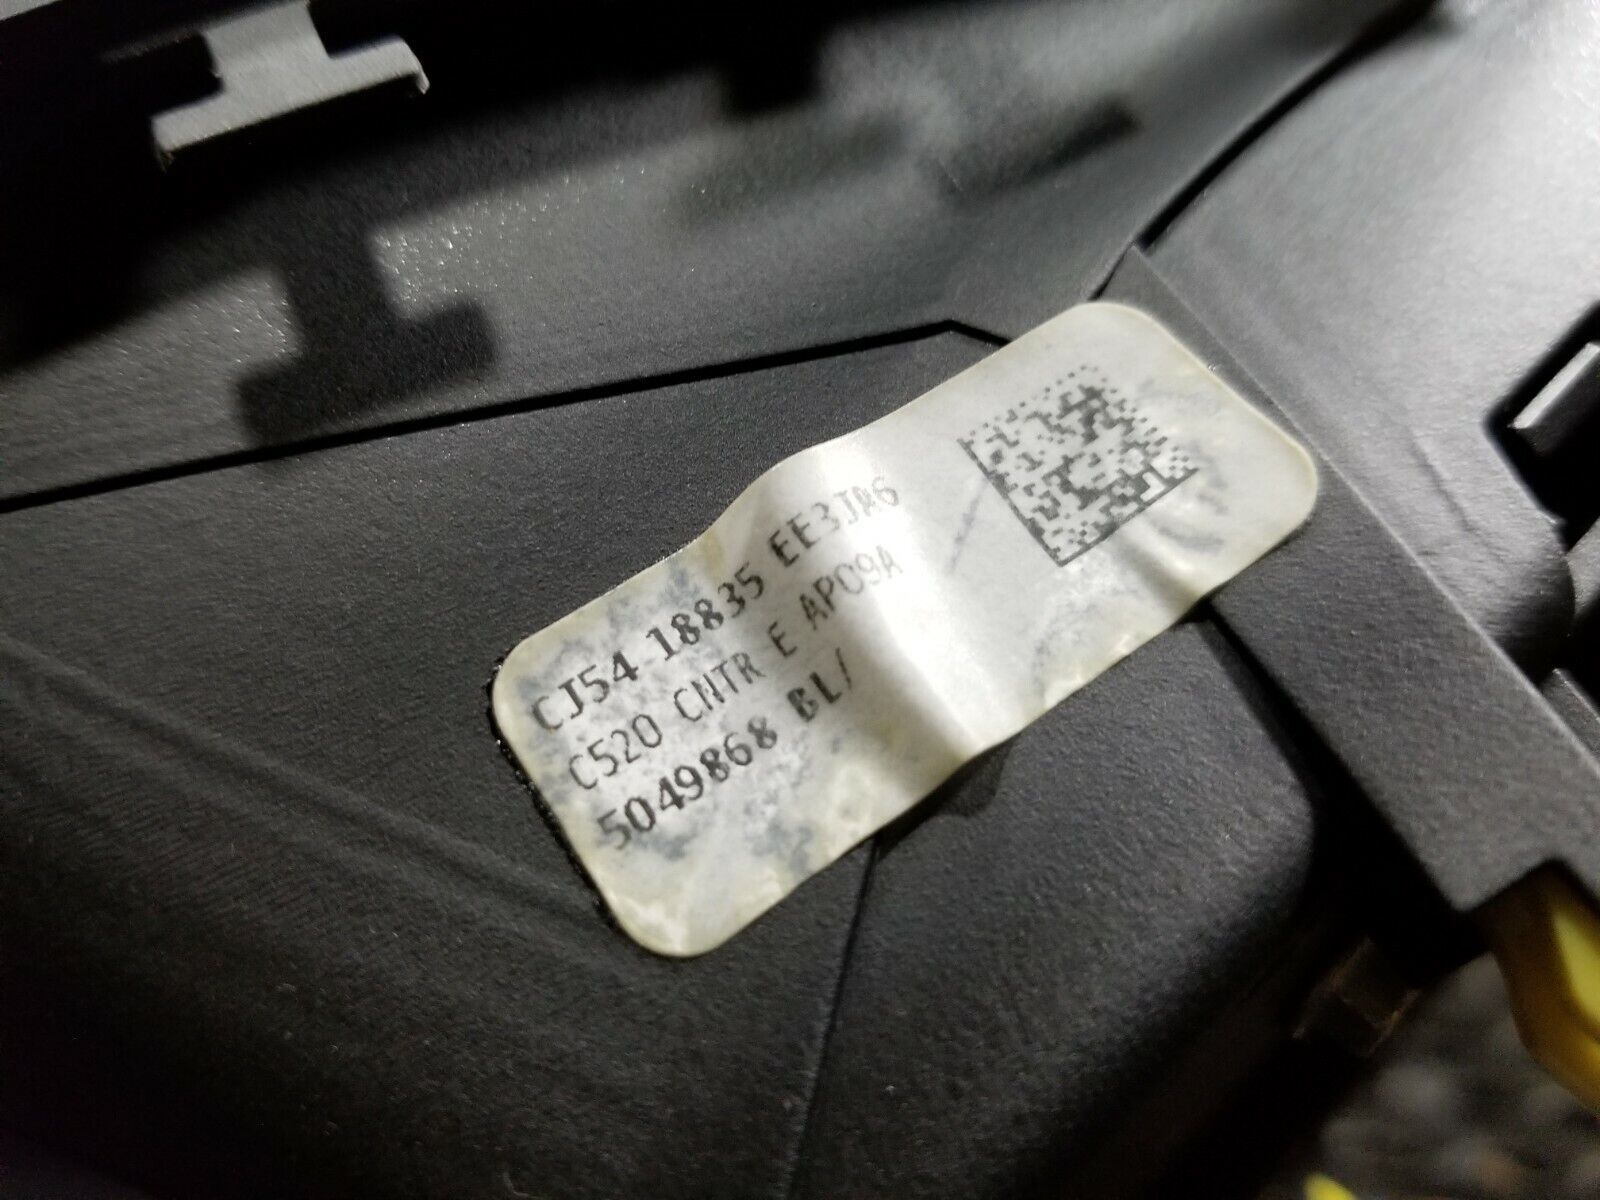 CJ54 18835 EE3JA6
C520 CNTR E AP09A
5049868 BL/